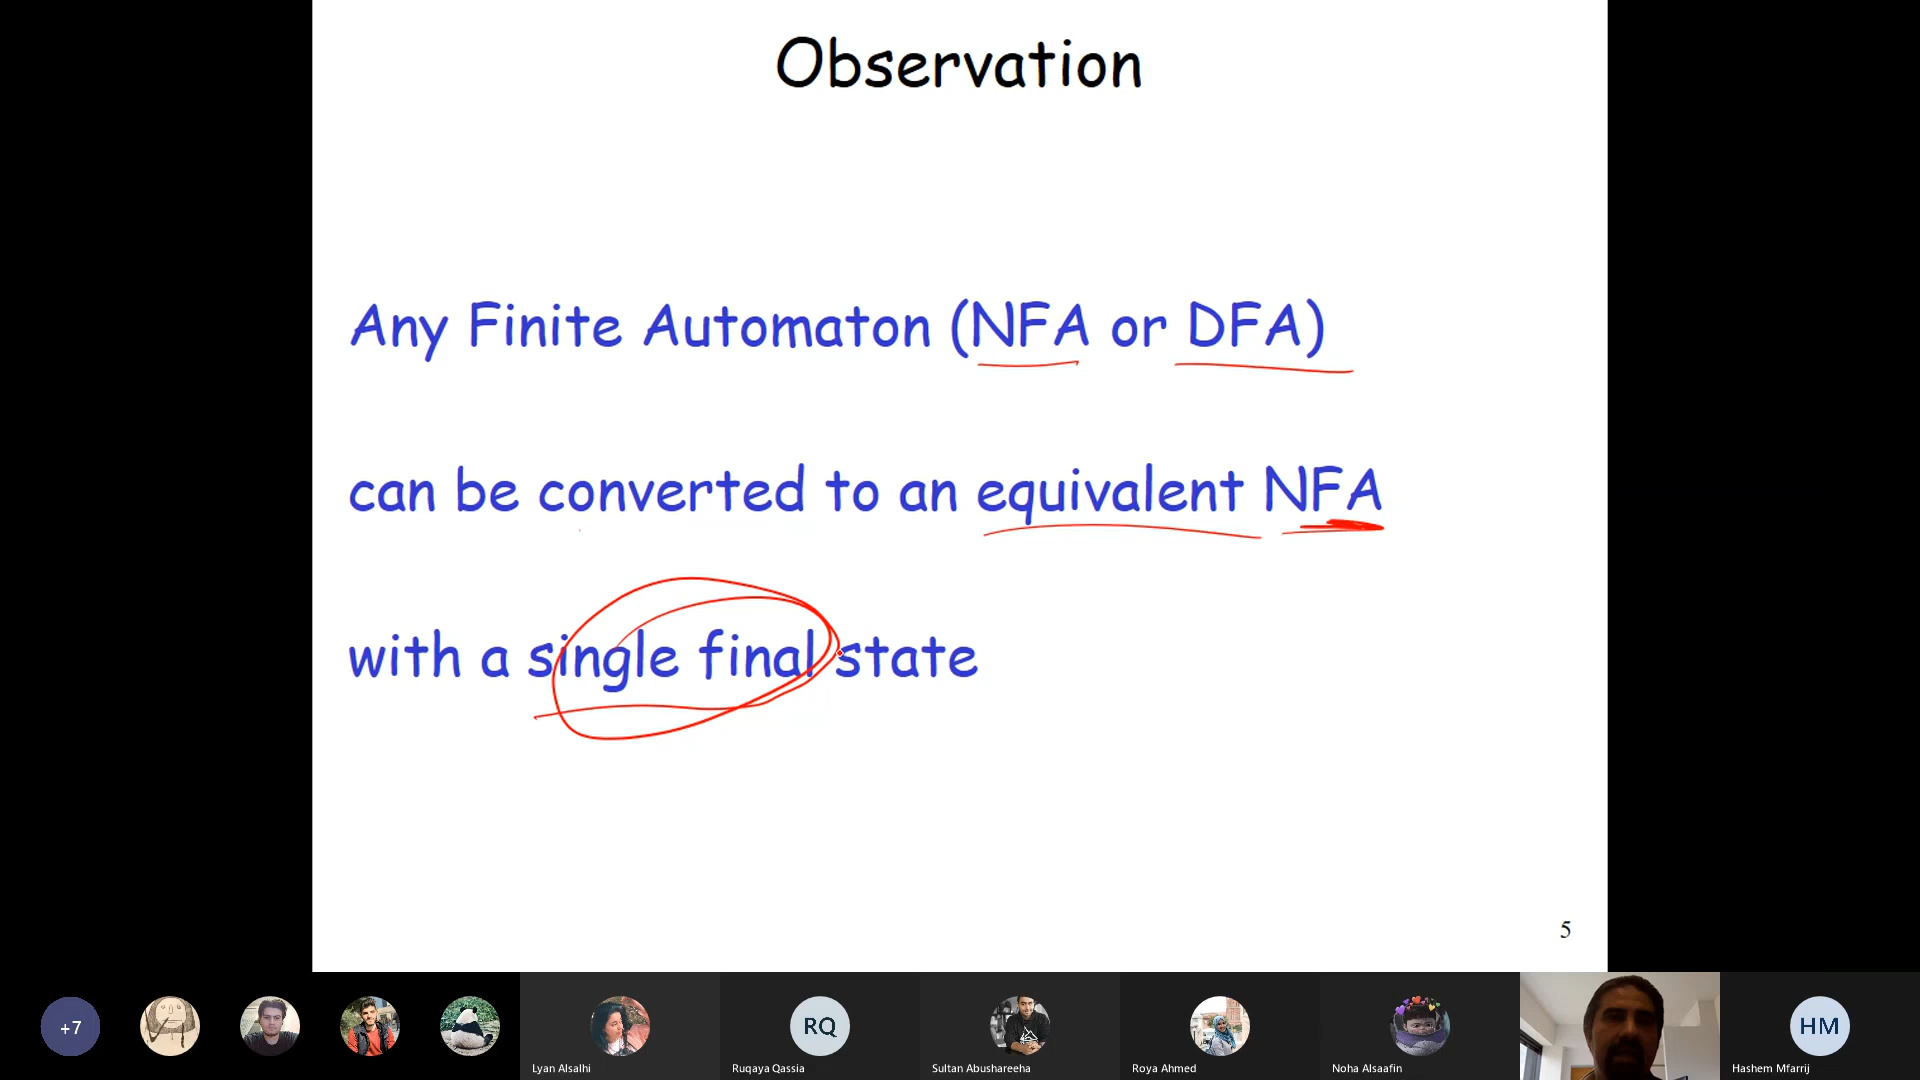 Observation
Any Finite Automaton (NFA or DFA)
can be converted to an equivalent NFA
with a single final state
5
+7
RQ
HM
Lyan Alsalhi
Ruqaya Qassia
Sultan Abushareeha
Roya Ahmed
Noha Alsaafin
Hashem Mfarrij